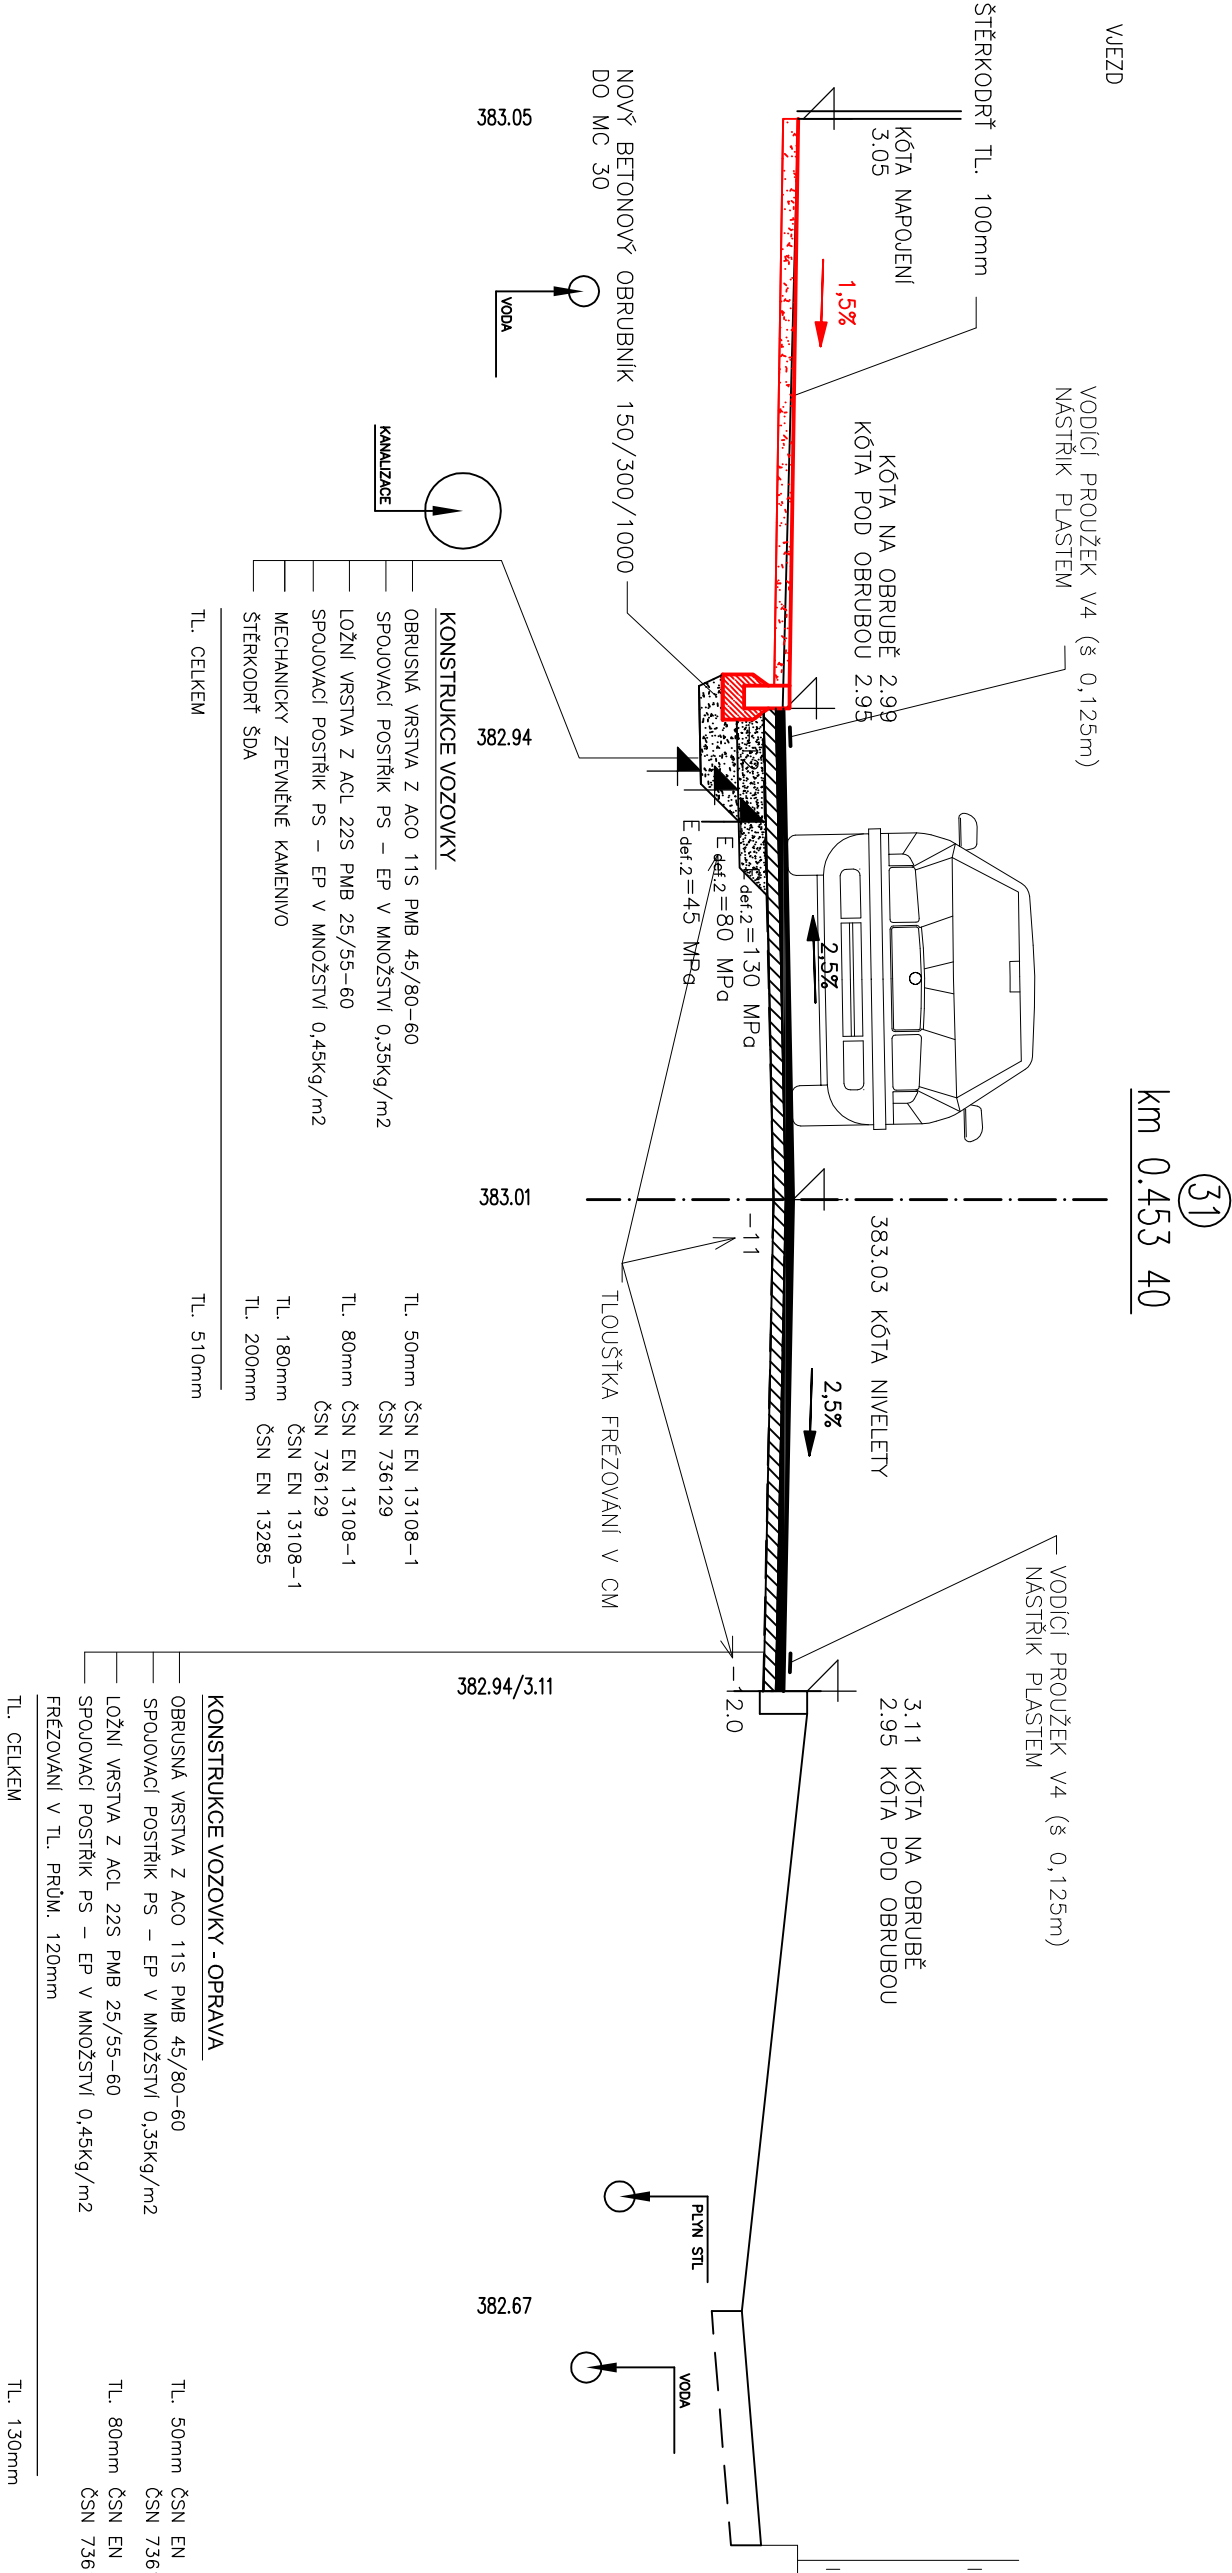 31
km 0.453 40
VJEZD
VODÍCÍ PROUŽEK V4 (š 0,125m)
NÁSTŘIK PLASTEM
VODÍCÍ PROUŽEK V4 (š 0,125m)
NÁSTŘIK PLASTEM
ŠTĚRKODRŤ TL. 100mm
KÓTA NAPOJENÍ
3.05
KÓTA NA OBRUBĚ 2.99
KÓTA POD OBRUBOU 2.95
383.03 KÓTA NIVELETY
3.11 KÓTA NA OBRUBĚ
2.95 KÓTA POD OBRUBOU
1,5%
2,5%
2,5%
E def.2=130 MPa
E def.2=80 MPa
E def.2=45 MPa
-11
-12.0
TLOUŠŤKA FRÉZOVÁNÍ V CM
NOVÝ BETONOVÝ OBRUBNÍK 150/300/1000
DO MC 30
VODA
KANALIZACE
PLYN STL
VODA
383.05
382.94
383.01
382.94/3.11
382.67
KONSTRUKCE VOZOVKY
OBRUSNÁ VRSTVA Z ACO 11S PMB 45/80-60 TL. 50mm ČSN EN 13108-1
SPOJOVACÍ POSTŘIK PS - EP V MNOŽSTVÍ 0,35Kg/m2 ČSN 736129
LOŽNÍ VRSTVA Z ACL 22S PMB 25/55-60 TL. 80mm ČSN EN 13108-1
SPOJOVACÍ POSTŘIK PS - EP V MNOŽSTVÍ 0,45Kg/m2 ČSN 736129
MECHANICKY ZPEVNĚNÉ KAMENIVO TL. 180mm ČSN EN 13108-1
ŠTĚRKODRŤ ŠDA TL. 200mm ČSN EN 13285
TL. CELKEM TL. 510mm
KONSTRUKCE VOZOVKY - OPRAVA
OBRUSNÁ VRSTVA Z ACO 11S PMB 45/80-60 TL. 50mm ČSN EN
SPOJOVACÍ POSTŘIK PS - EP V MNOŽSTVÍ 0,35Kg/m2 ČSN 736
LOŽNÍ VRSTVA Z ACL 22S PMB 25/55-60 TL. 80mm ČSN EN
SPOJOVACÍ POSTŘIK PS - EP V MNOŽSTVÍ 0,45Kg/m2 ČSN 736
FRÉZOVÁNÍ V TL. PRŮM. 120mm
TL. CELKEM TL. 130mm